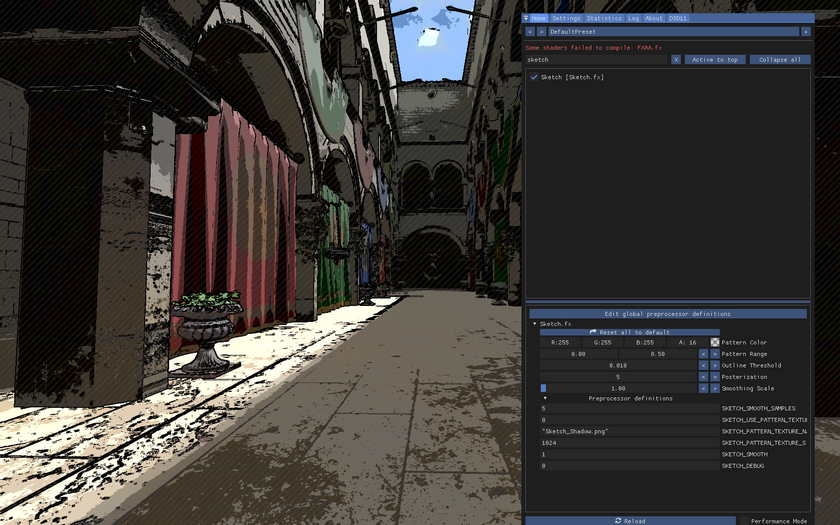 Home Settings Statistics Log About D3D11
< > DefaultPreset
Some shaders failed to compile: FXAA.fx
sketch X Active to top Collapse all
Sketch [Sketch.fx]
Edit global preprocessor definitions
Sketch.fx
Reset all to default
R:255 G:255 B:255 A: 16 Pattern Color
0.00 0.50 < > Pattern Range
0.010 < > Outline Threshold
5 < > Posterization
1.00 < > Smoothing Scale
Preprocessor definitions
5 SKETCH_SMOOTH_SAMPLES
0 SKETCH_USE_PATTERN_TEXTU
"Sketch_Shadow.png" SKETCH_PATTERN_TEXTURE_N
1024 SKETCH_PATTERN_TEXTURE_S
1 SKETCH_SMOOTH
0 SKETCH_DEBUG
Reload Performance Mode